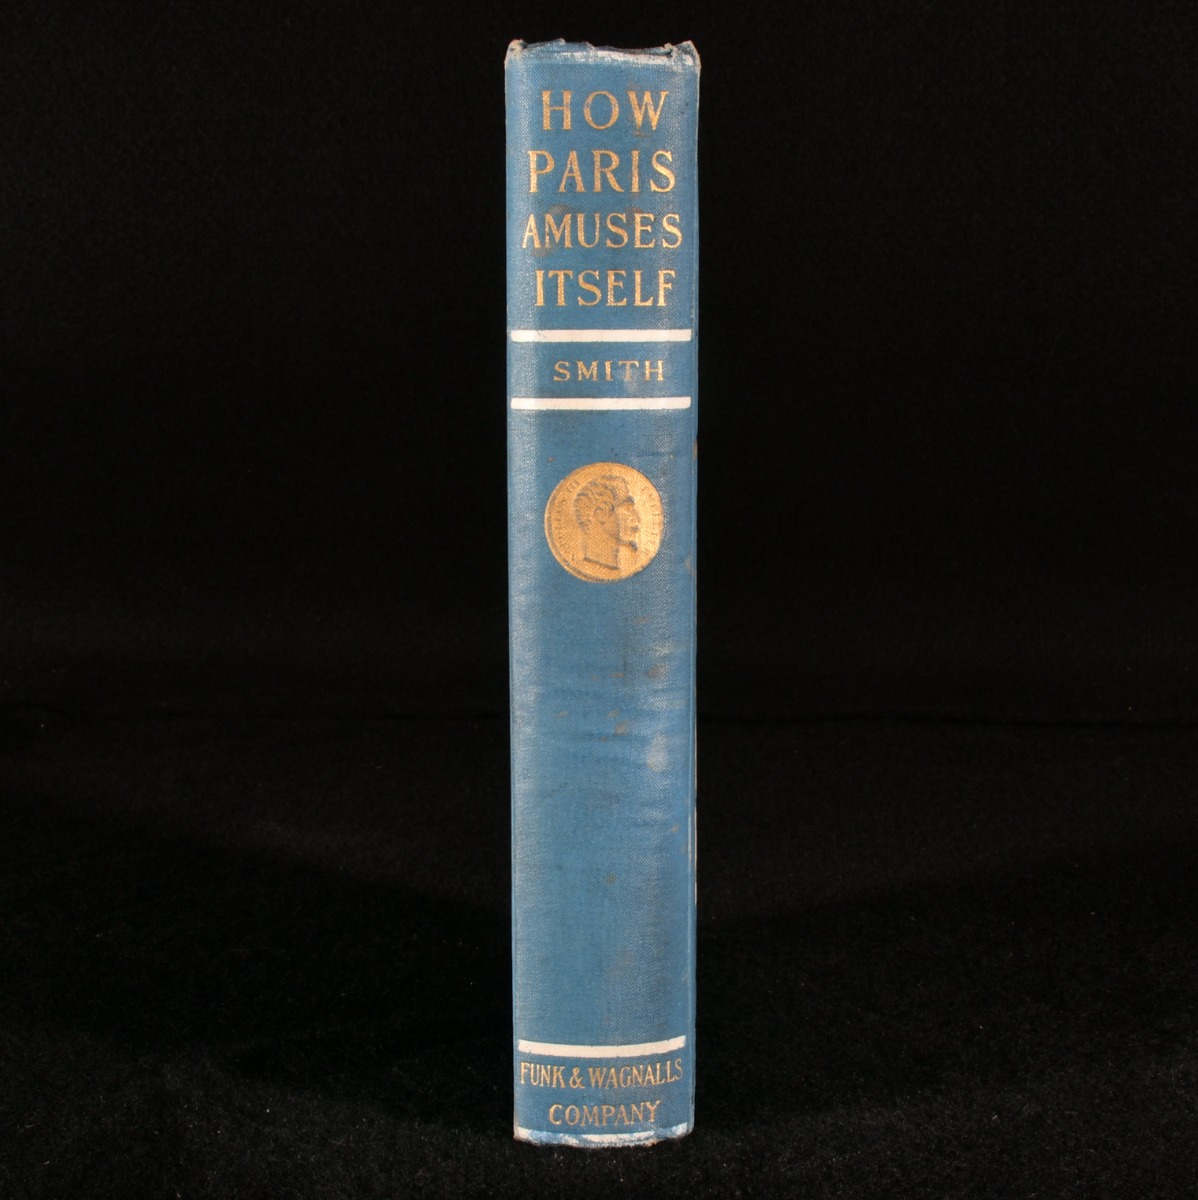 HOW
PARIS
AMUSES
ITSELF
SMITH
FUNK & WAGNALLS
COMPANY